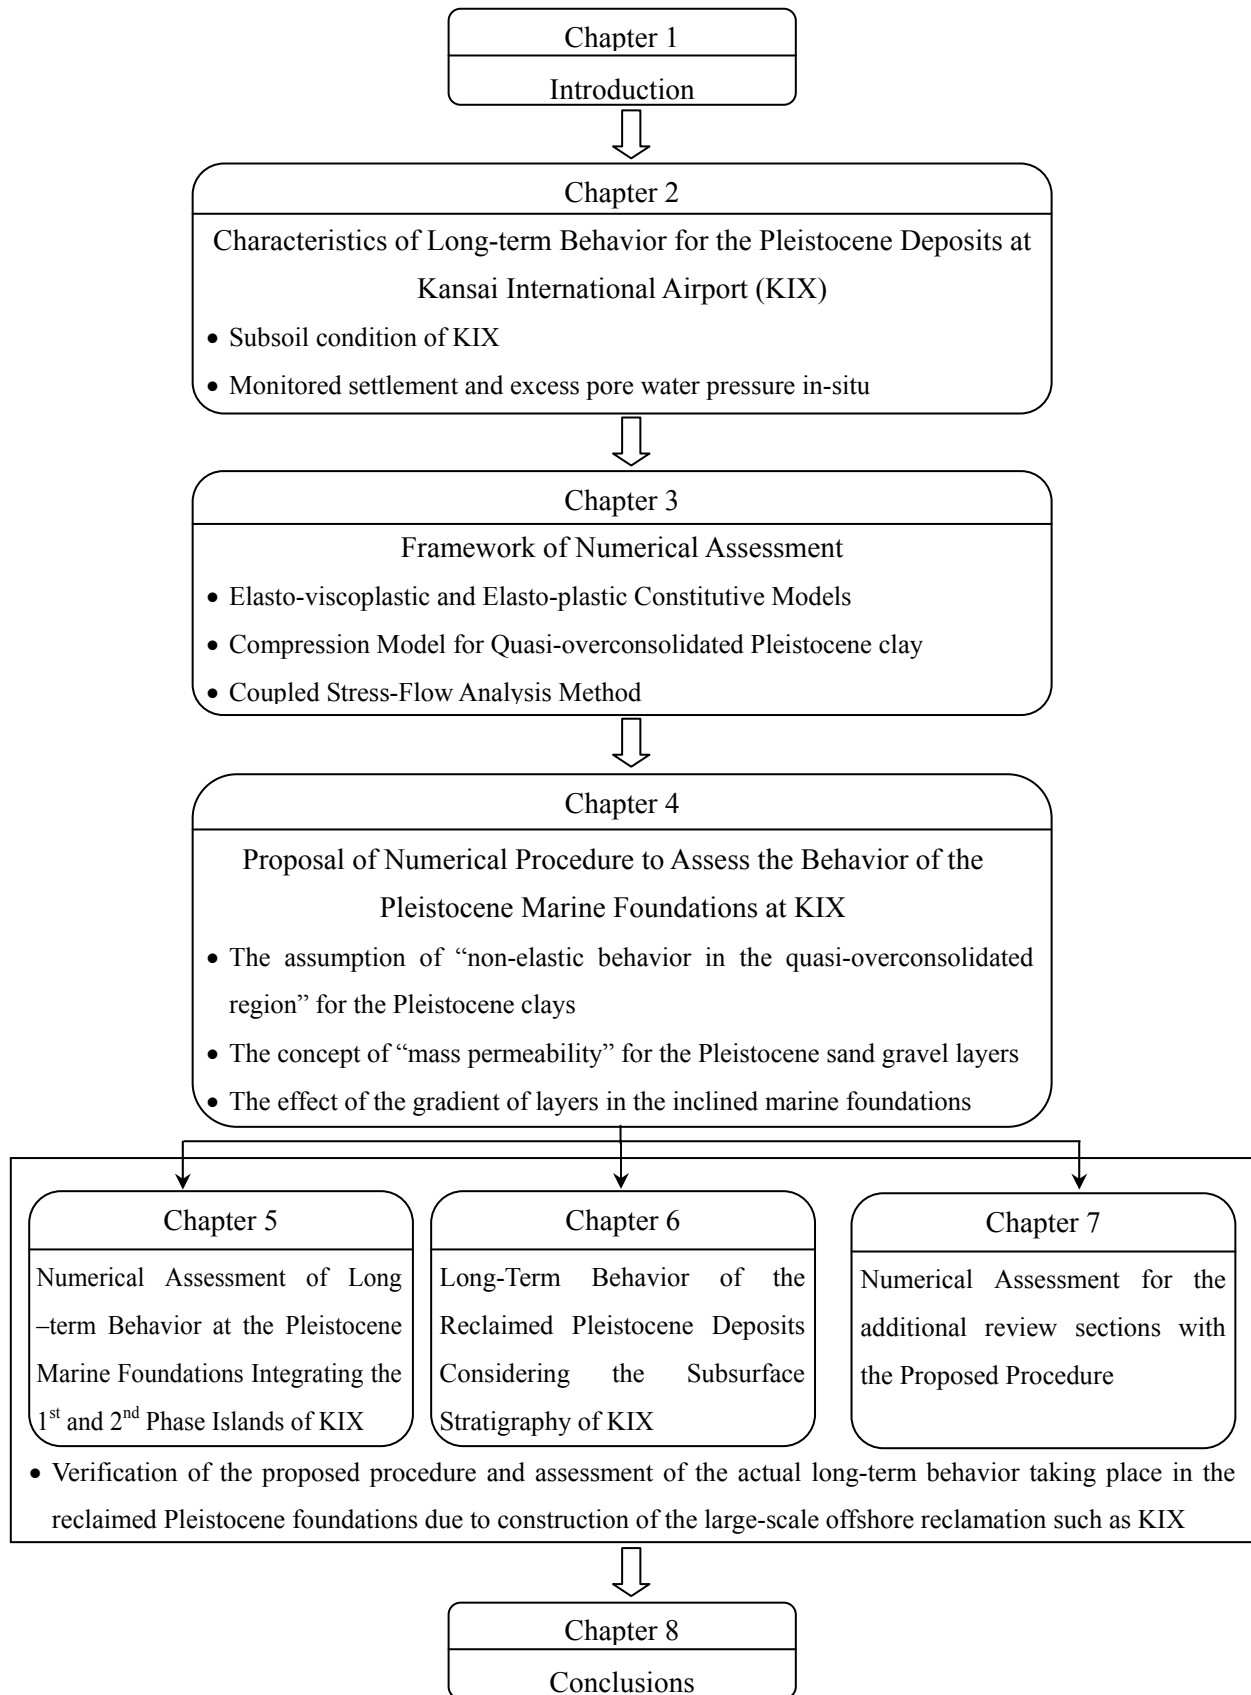 Chapter 1
Introduction
Chapter 2
Characteristics of Long-term Behavior for the Pleistocene Deposits at
Kansai International Airport (KIX)
• Subsoil condition of KIX
• Monitored settlement and excess pore water pressure in-situ
Chapter 3
Framework of Numerical Assessment
• Elasto-viscoplastic and Elasto-plastic Constitutive Models
• Compression Model for Quasi-overconsolidated Pleistocene clay
• Coupled Stress-Flow Analysis Method
Chapter 4
Proposal of Numerical Procedure to Assess the Behavior of the
Pleistocene Marine Foundations at KIX
• The assumption of “non-elastic behavior in the quasi-overconsolidated
region” for the Pleistocene clays
• The concept of “mass permeability” for the Pleistocene sand gravel layers
• The effect of the gradient of layers in the inclined marine foundations
Chapter 5
Numerical Assessment of Long
–term Behavior at the Pleistocene
Marine Foundations Integrating the
1st and 2nd Phase Islands of KIX
Chapter 6
Long-Term Behavior of the
Reclaimed Pleistocene Deposits
Considering the Subsurface
Stratigraphy of KIX
Chapter 7
Numerical Assessment for the
additional review sections with
the Proposed Procedure
• Verification of the proposed procedure and assessment of the actual long-term behavior taking place in the
reclaimed Pleistocene foundations due to construction of the large-scale offshore reclamation such as KIX
Chapter 8
Conclusions